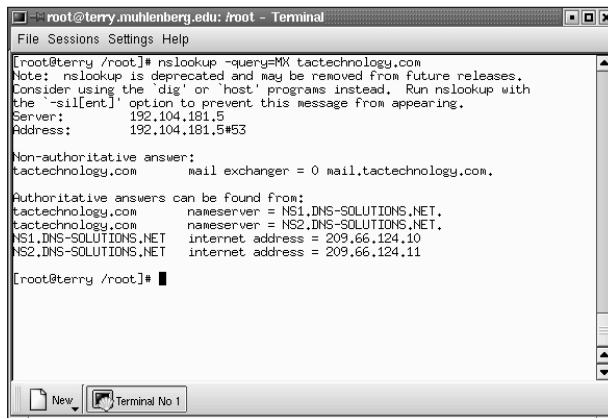 root@terry.muhlenberg.edu: /root - Terminal
File Sessions Settings Help
[root@terry /root]# nslookup -query=MX tactechnology.com
Note:  nslookup is deprecated and may be removed from future releases.
Consider using the `dig' or `host' programs instead.  Run nslookup with
the `-sil[ent]' option to prevent this message from appearing.
Server:         192.104.181.5
Address:        192.104.181.5#53
Non-authoritative answer:
tactechnology.com       mail exchanger = 0 mail.tactechnology.com.
Authoritative answers can be found from:
tactechnology.com       nameserver = NS1.DNS-SOLUTIONS.NET.
tactechnology.com       nameserver = NS2.DNS-SOLUTIONS.NET.
NS1.DNS-SOLUTIONS.NET   internet address = 209.66.124.10
NS2.DNS-SOLUTIONS.NET   internet address = 209.66.124.11
[root@terry /root]#
New Terminal No 1